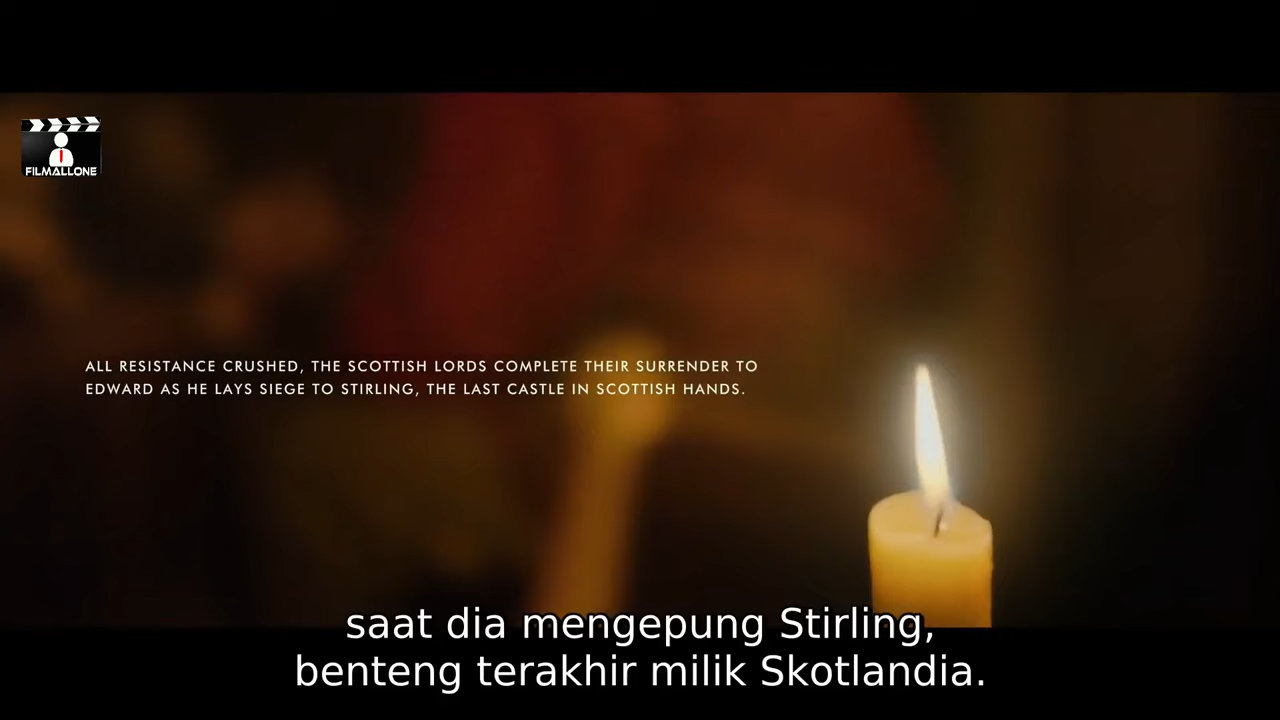 FILMALLONE
ALL RESISTANCE CRUSHED, THE SCOTTISH LORDS COMPLETE THEIR SURRENDER TO
EDWARD AS HE LAYS SIEGE TO STIRLING, THE LAST CASTLE IN SCOTTISH HANDS.
saat dia mengepung Stirling,
benteng terakhir milik Skotlandia.